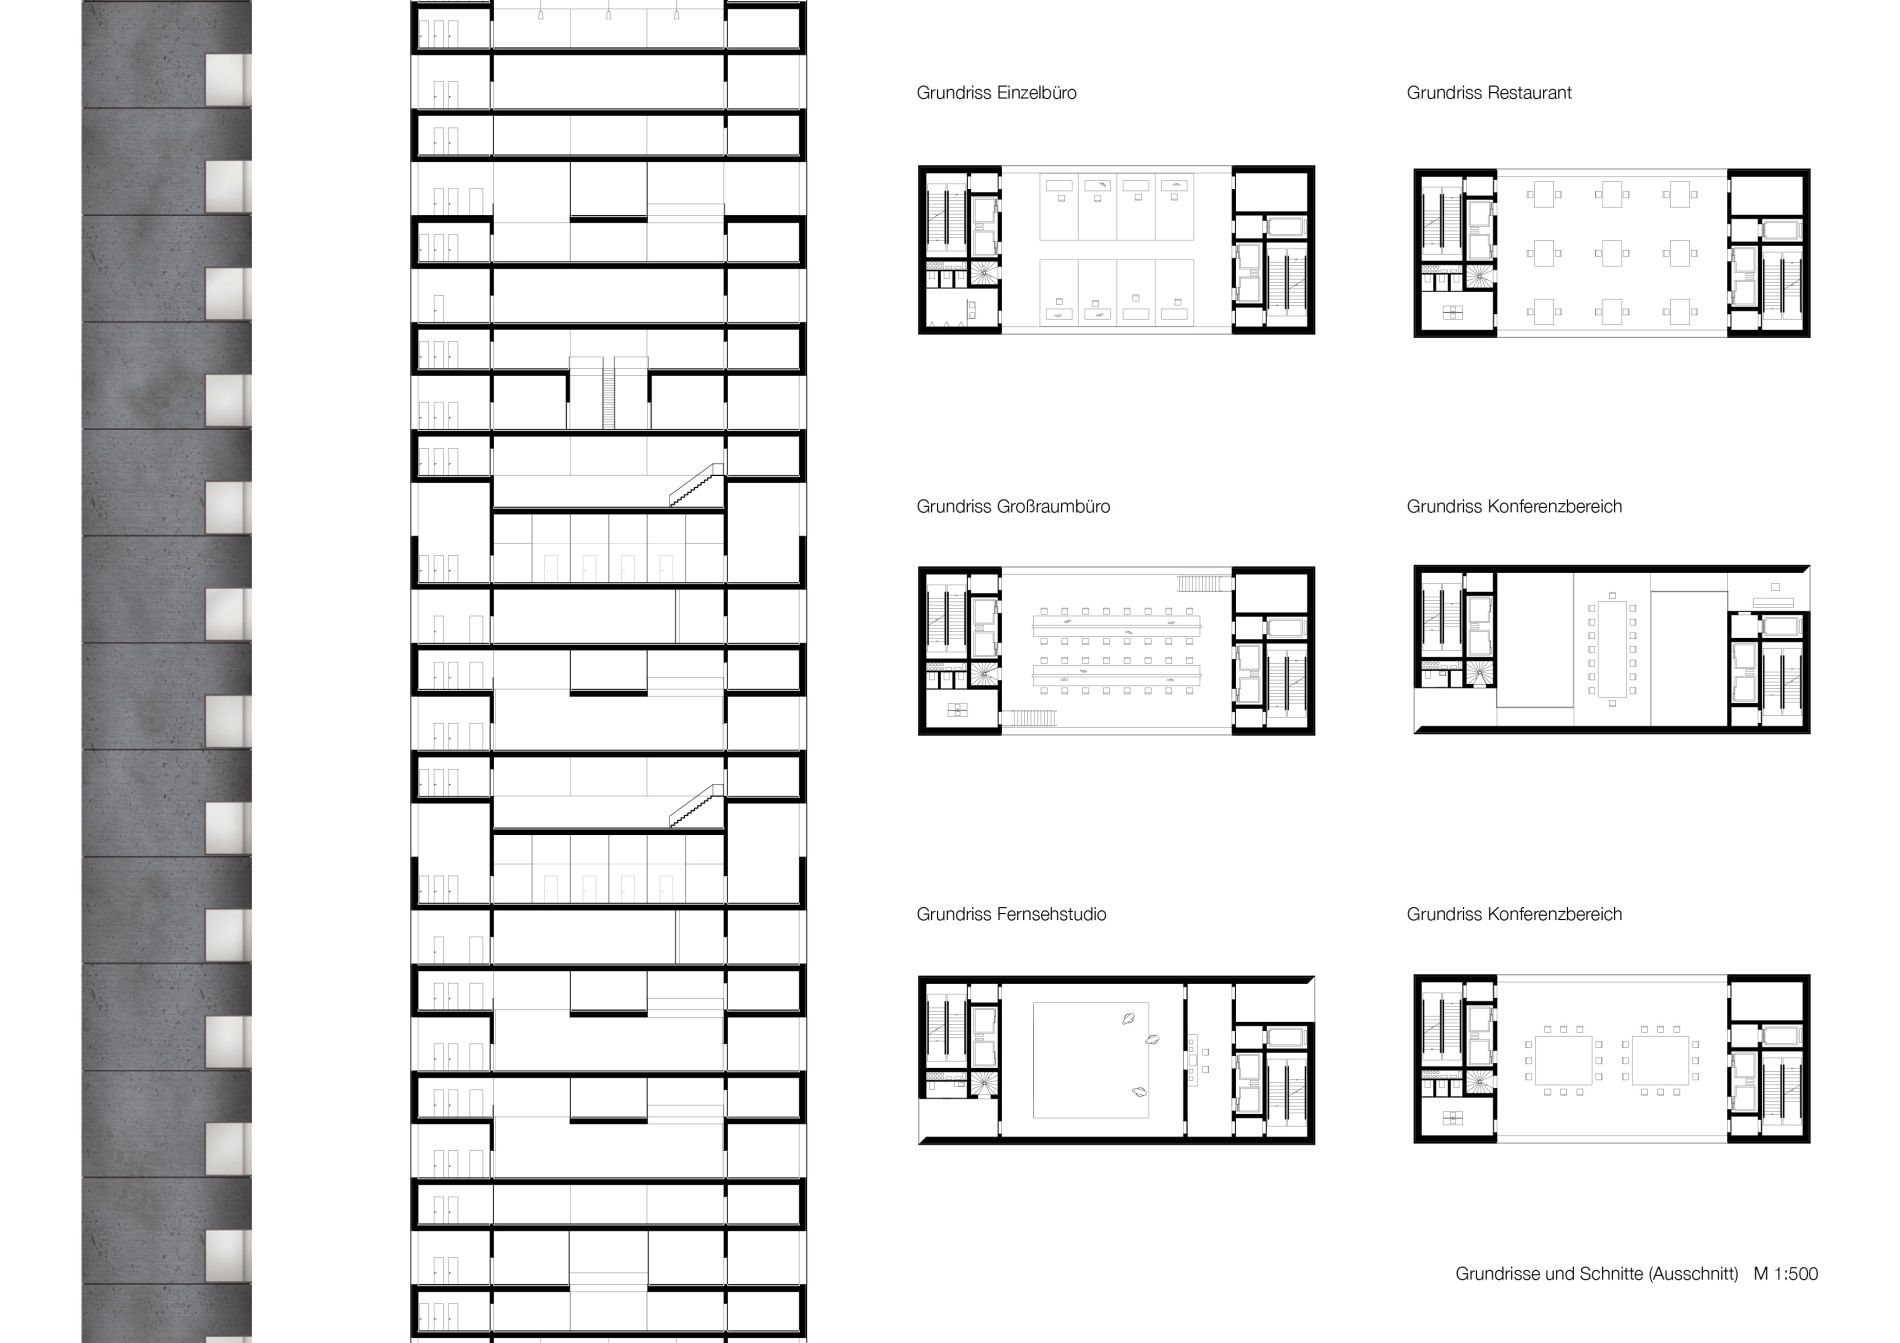 Grundriss Einzelbüro
Grundriss Restaurant
Grundriss Großraumbüro
Grundriss Konferenzbereich
Grundriss Fernsehstudio
Grundriss Konferenzbereich
Grundrisse und Schnitte (Ausschnitt) M 1:500